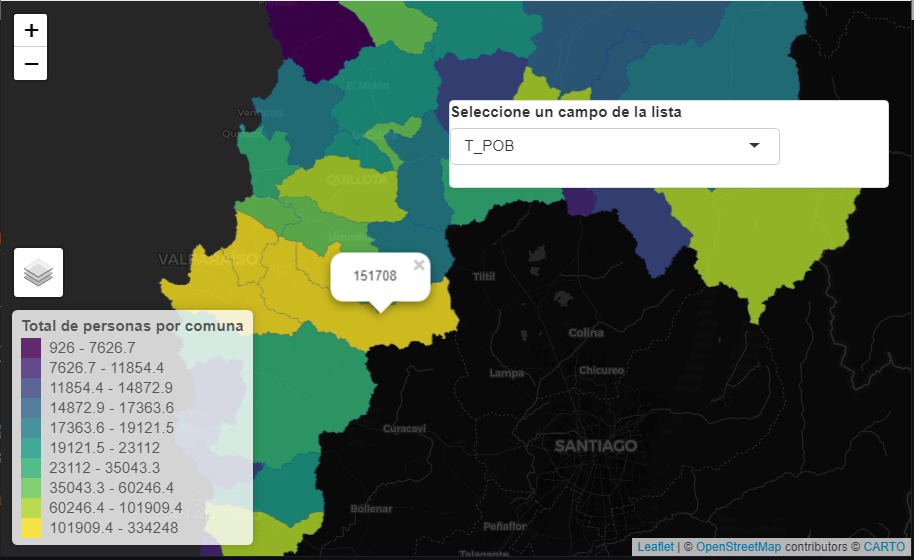 +
−
Seleccione un campo de la lista
T_POB
El Melón
QUILLOTA
VALPARAÍSO
151708
×
Tiltil
Colina
Lampa
Chicureo
Curacaví
SANTIAGO
Bollenar
Peñaflor
Talagante
Total de personas por comuna
926 - 7626.7
7626.7 - 11854.4
11854.4 - 14872.9
14872.9 - 17363.6
17363.6 - 19121.5
19121.5 - 23112
23112 - 35043.3
35043.3 - 60246.4
60246.4 - 101909.4
101909.4 - 334248
Leaflet | © OpenStreetMap contributors © CARTO